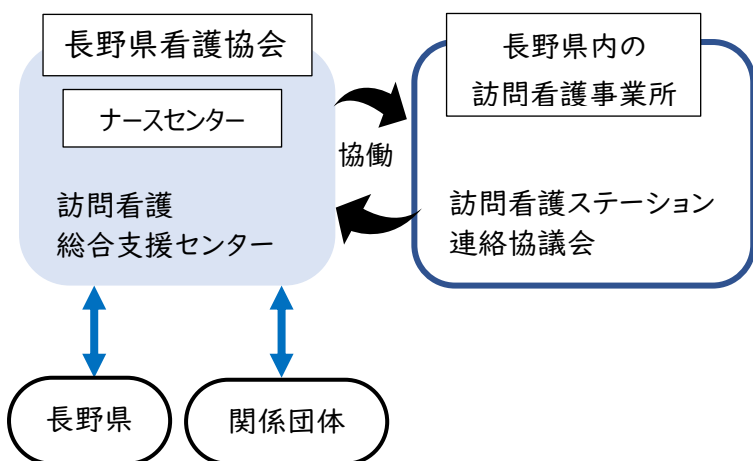 長野県看護協会
ナースセンター
訪問看護
総合支援センター
協働
長野県内の
訪問看護事業所
訪問看護ステーション
連絡協議会
長野県
関係団体